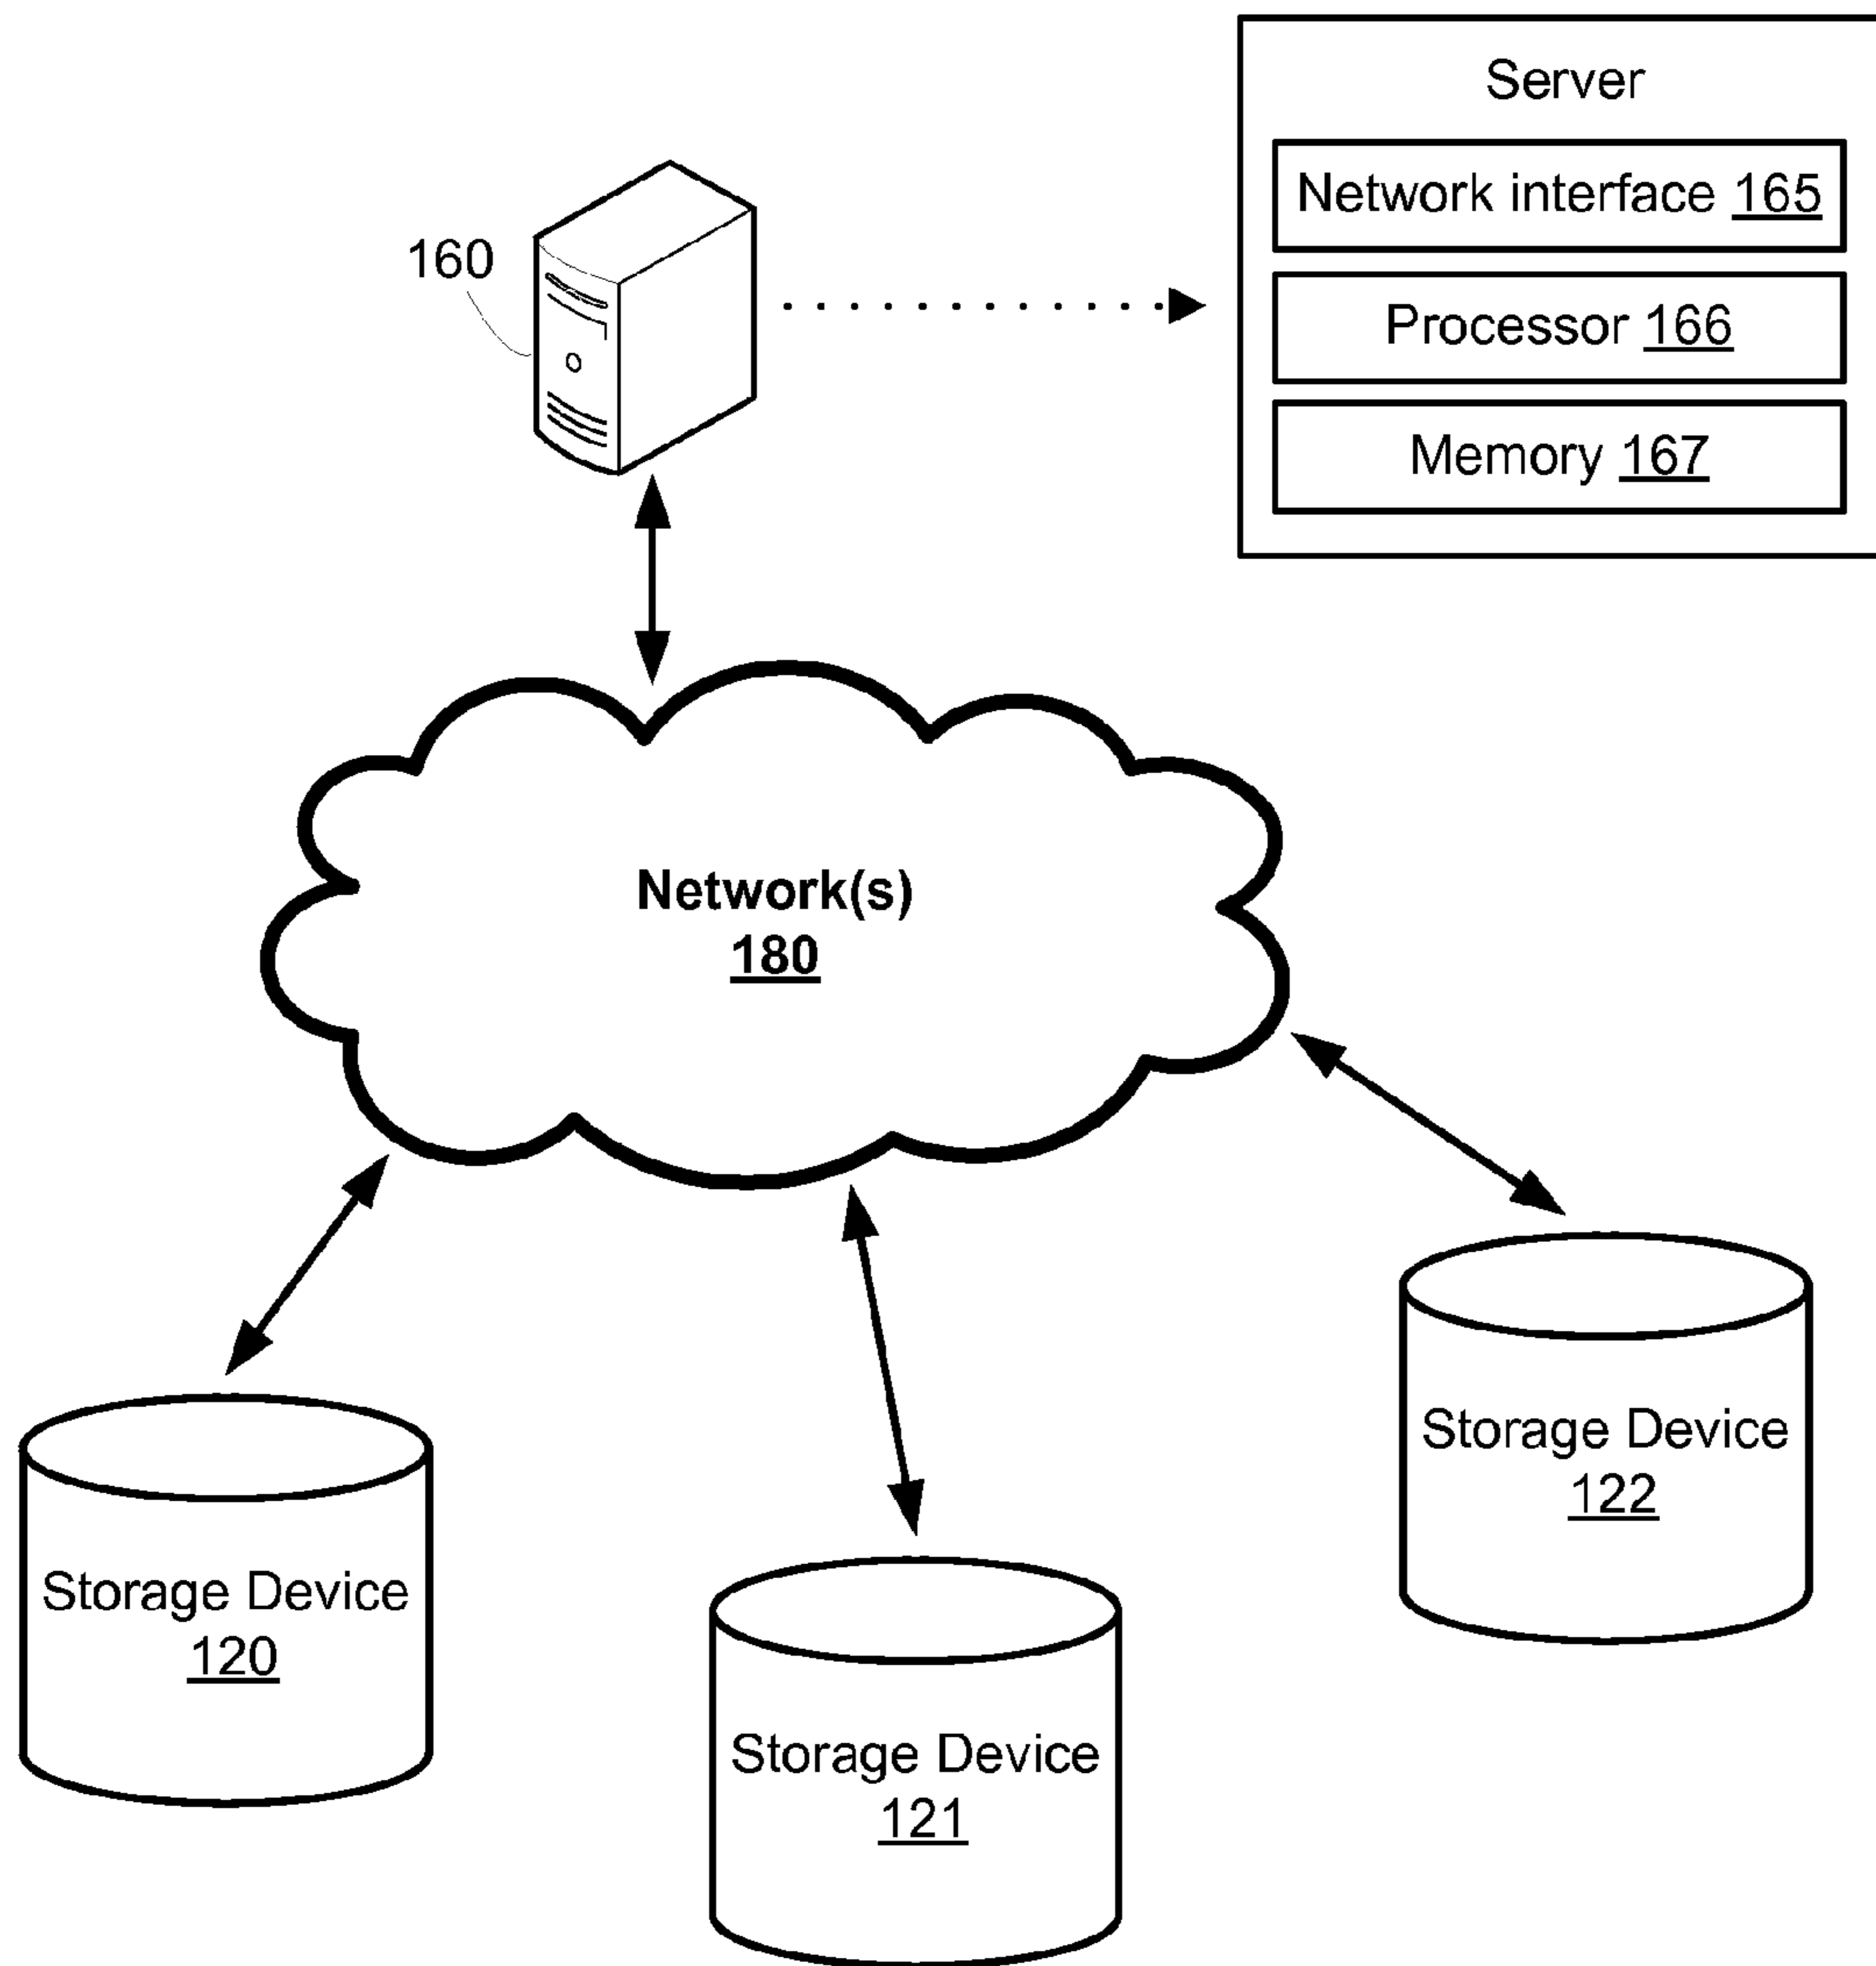 Server
Network interface 165
160
Processor 166
Memory 167
Network(s)
180
Storage Device
122
Storage Device
120
Storage Device
121